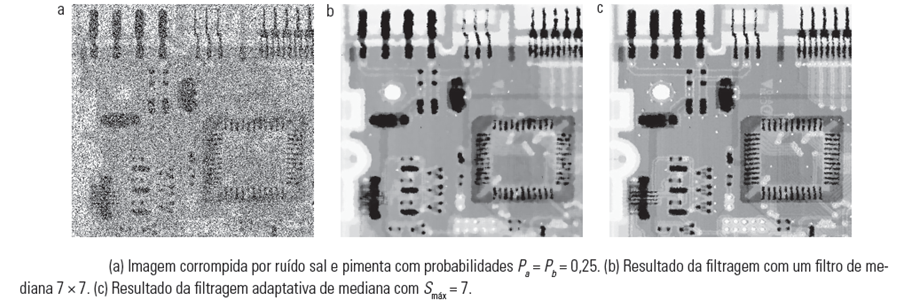 a
b
c
(a) Imagem corrompida por ruído sal e pimenta com probabilidades Pa = Pb = 0,25. (b) Resultado da filtragem com um filtro de me-
diana 7 × 7. (c) Resultado da filtragem adaptativa de mediana com Smáx = 7.